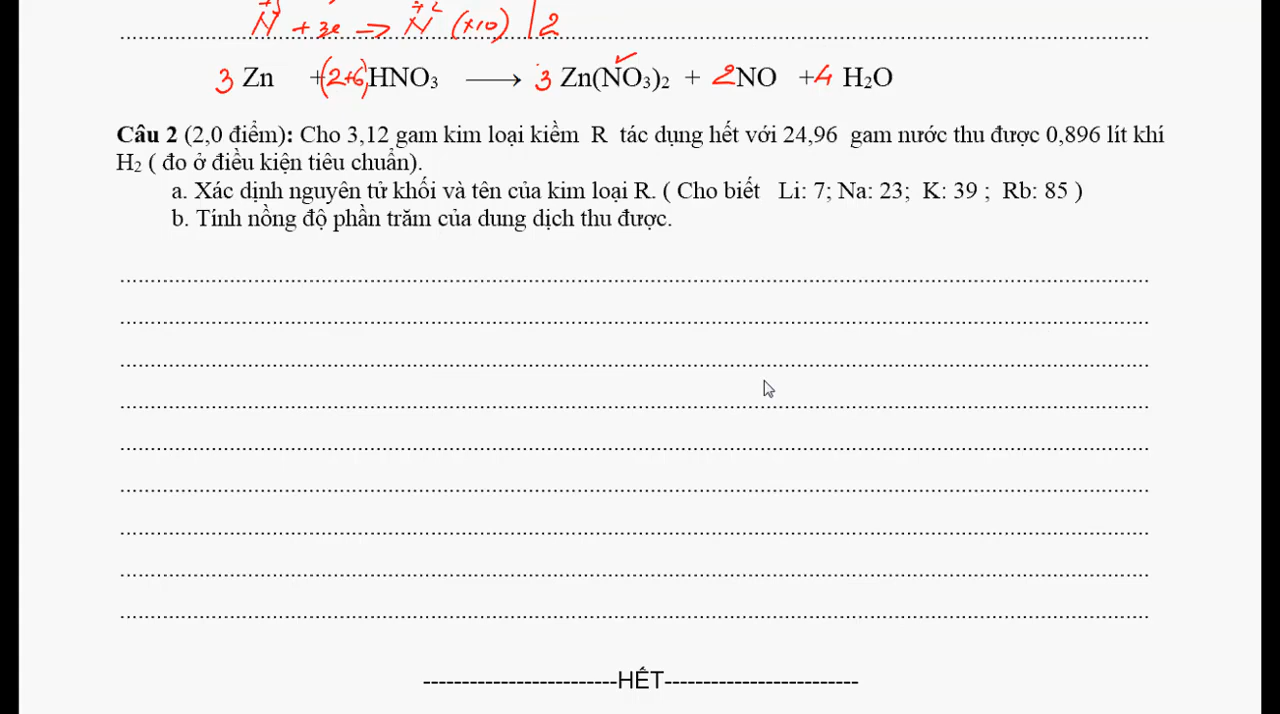 N + 3e → N (x10) | 2
3 Zn + (2+6) HNO₃ ⟶ 3 Zn(NO₃)₂ + 2 NO + 4 H₂O
Câu 2 (2,0 điểm): Cho 3,12 gam kim loại kiềm R tác dụng hết với 24,96 gam nước thu được 0,896 lít khí
H₂ ( đo ở điều kiện tiêu chuẩn).
a. Xác dịnh nguyên tử khối và tên của kim loại R. ( Cho biết Li: 7; Na: 23; K: 39 ; Rb: 85 )
b. Tính nồng độ phần trăm của dung dịch thu được.
-------------------------HẾT-------------------------